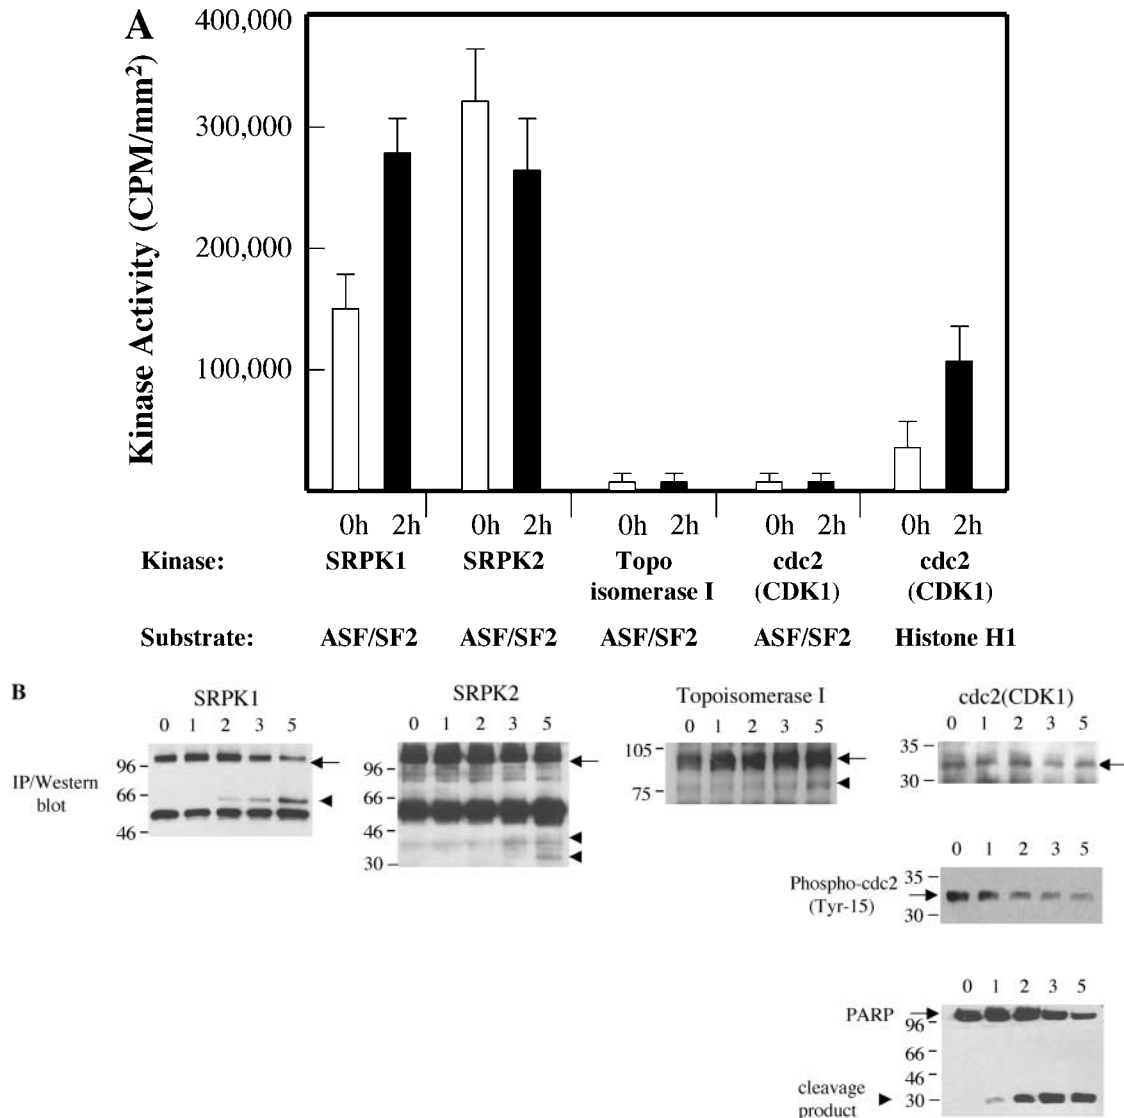 A
Kinase Activity (CPM/mm²)
400,000
300,000
200,000
100,000
0h 2h 0h 2h 0h 2h 0h 2h 0h 2h
Kinase: SRPK1 SRPK2 Topo isomerase I cdc2 (CDK1) cdc2 (CDK1)
Substrate: ASF/SF2 ASF/SF2 ASF/SF2 ASF/SF2 Histone H1
B
SRPK1
0 1 2 3 5
IP/Western
blot
96
66
46
SRPK2
0 1 2 3 5
96
66
46
30
Topoisomerase I
0 1 2 3 5
105
75
cdc2(CDK1)
0 1 2 3 5
35
30
0 1 2 3 5
Phospho-cdc2
(Tyr-15)
35
30
0 1 2 3 5
PARP
96
66
46
30
cleavage
product